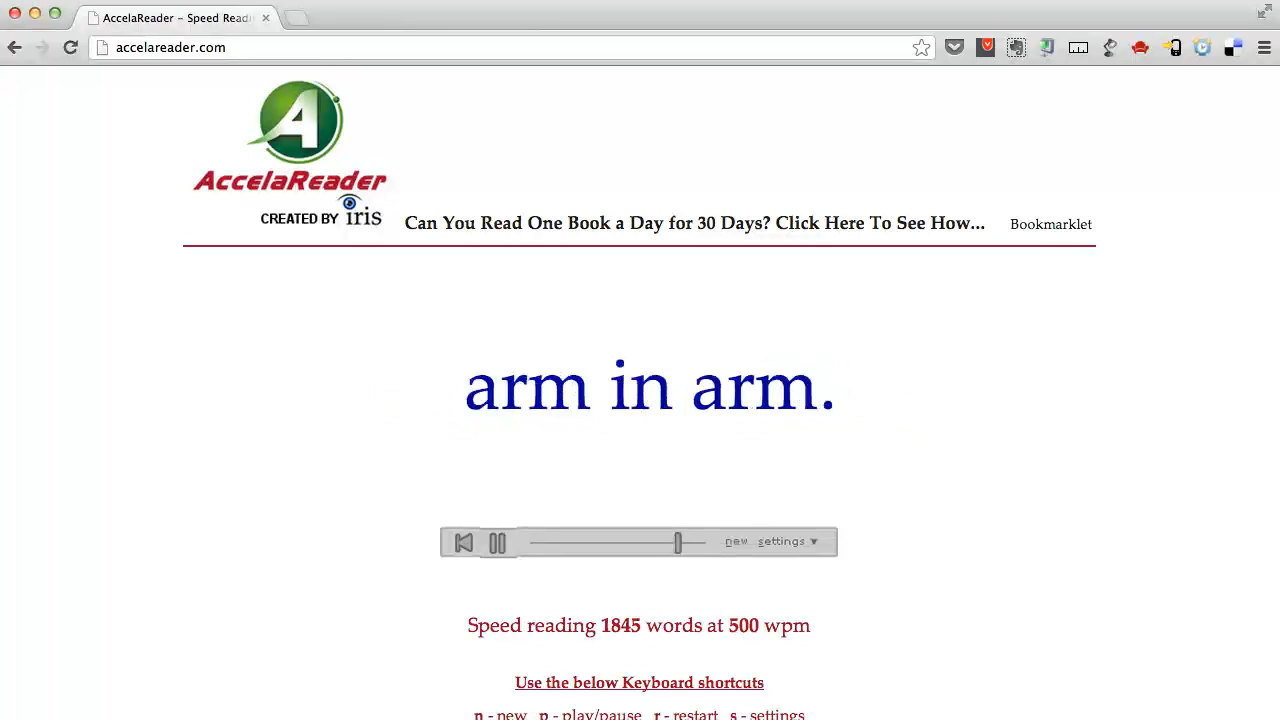 AccelaReader – Speed Read
accelareader.com
A
AccelaReader
CREATED BY iris
Can You Read One Book a Day for 30 Days? Click Here To See How...
Bookmarklet
arm in arm.
new settings ▼
Speed reading 1845 words at 500 wpm
Use the below Keyboard shortcuts
n - new p - play/pause r - restart s - settings